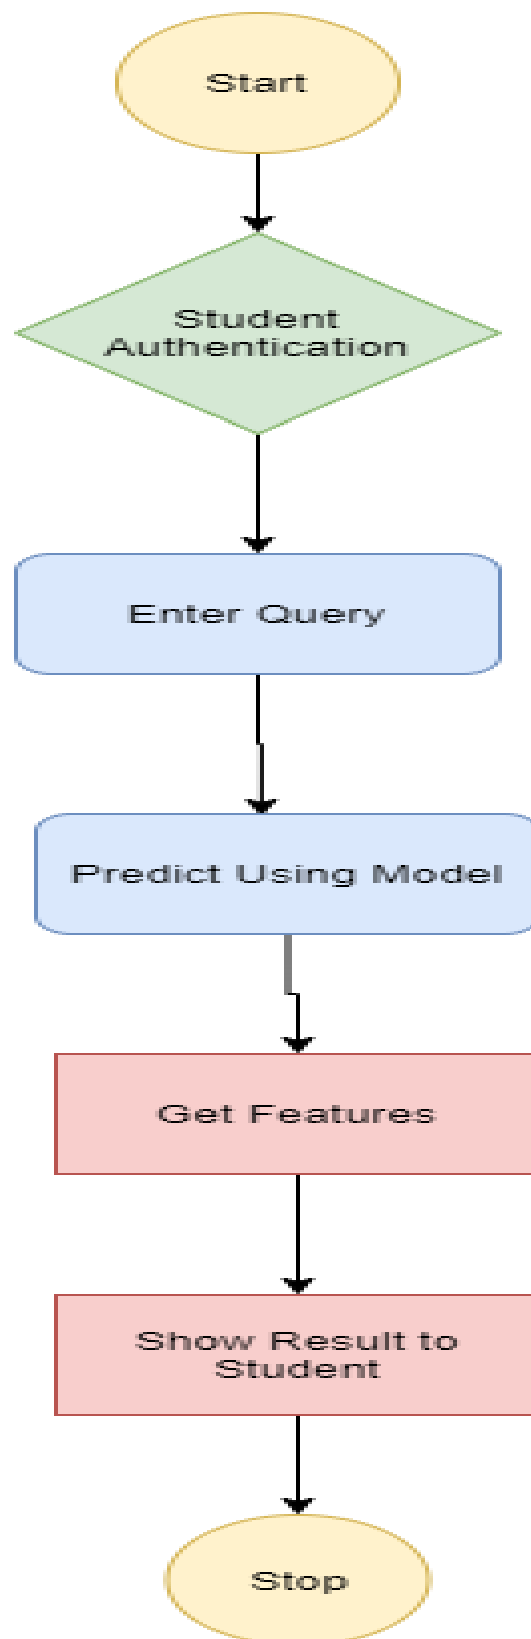 Start
Student
Authentication
Enter Query
Predict Using Model
Get Features
Show Result to
Student
Stop